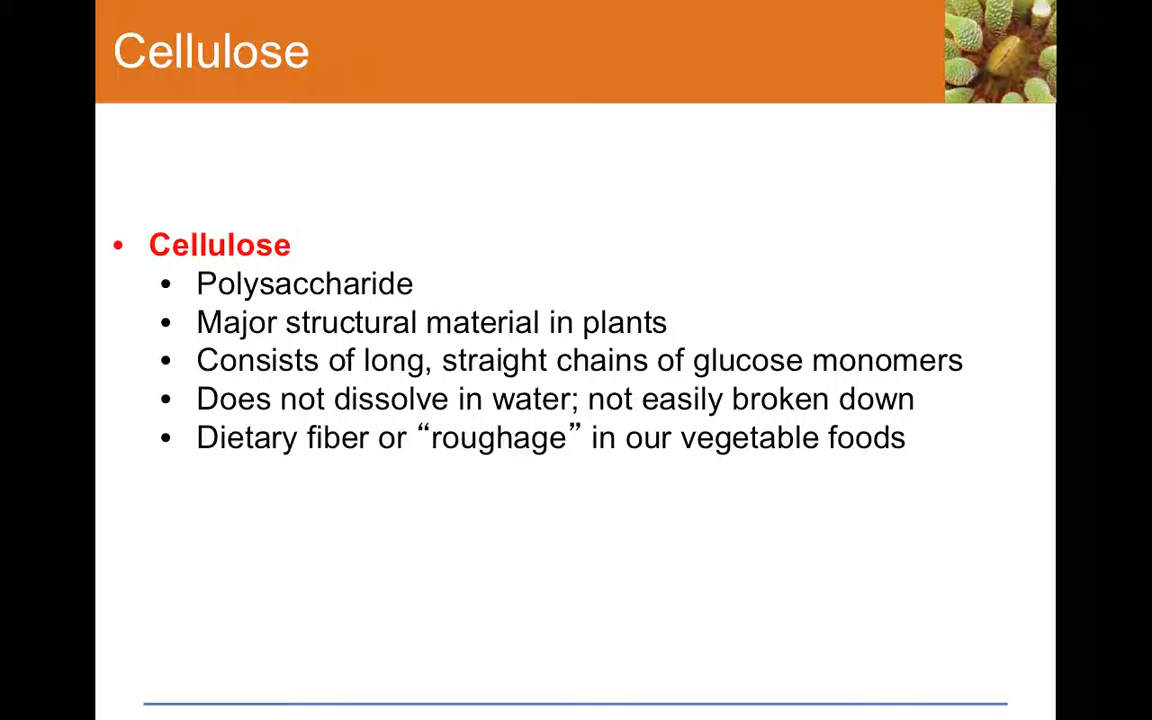 Cellulose
• Cellulose
• Polysaccharide
• Major structural material in plants
• Consists of long, straight chains of glucose monomers
• Does not dissolve in water; not easily broken down
• Dietary fiber or “roughage” in our vegetable foods